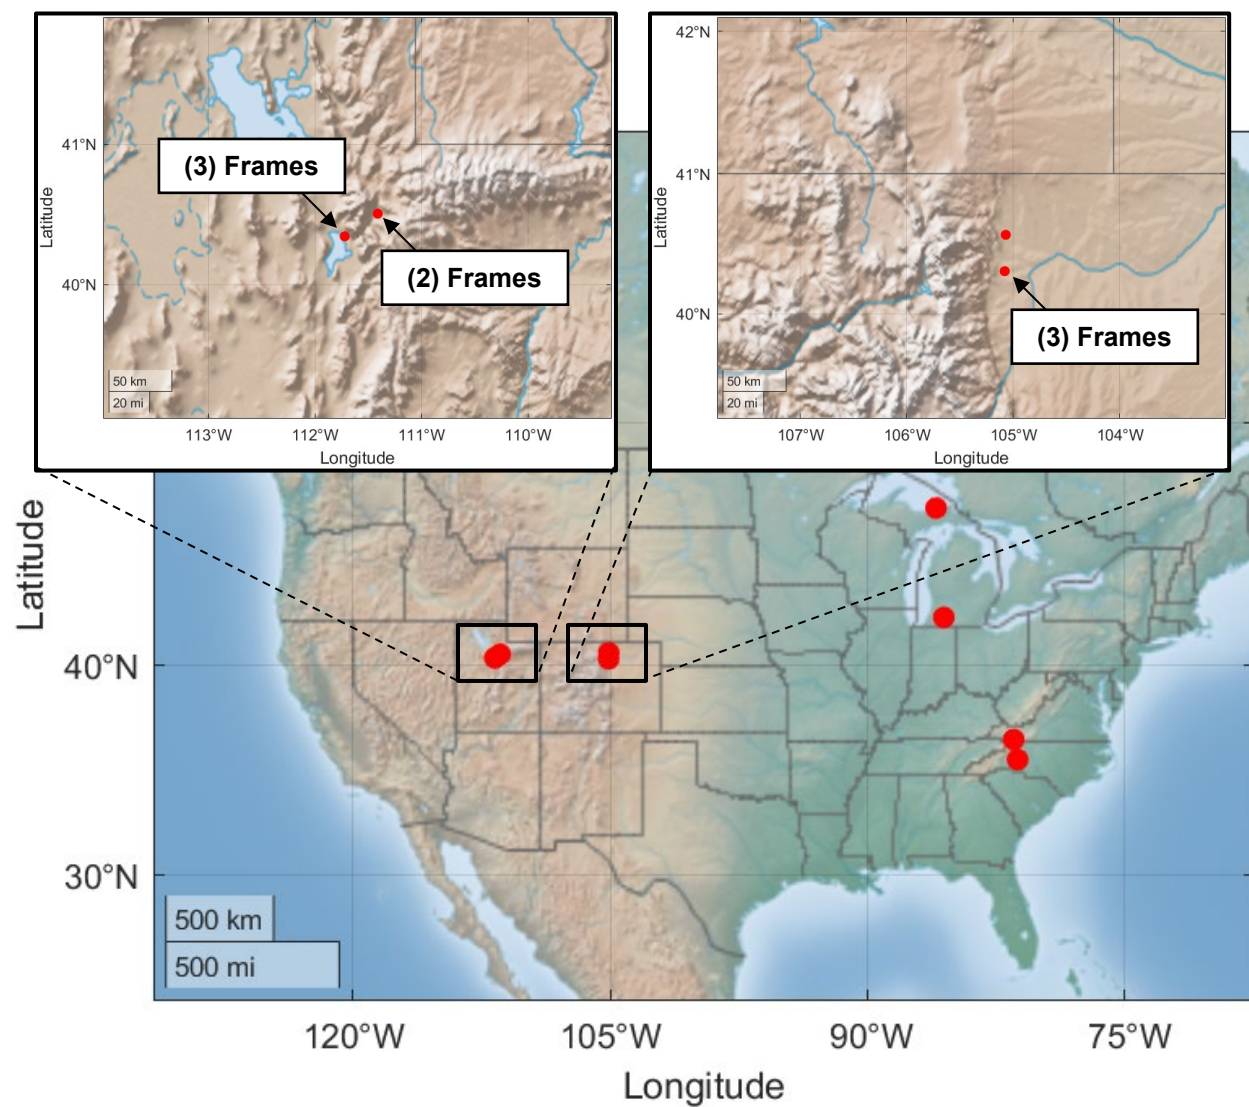 41°N
40°N
Latitude
(3) Frames
(2) Frames
50 km
20 mi
113°W 112°W 111°W 110°W
Longitude
42°N
41°N
40°N
Latitude
(3) Frames
50 km
20 mi
107°W 106°W 105°W 104°W
Longitude
Latitude
40°N
30°N
500 km
500 mi
120°W 105°W 90°W 75°W
Longitude